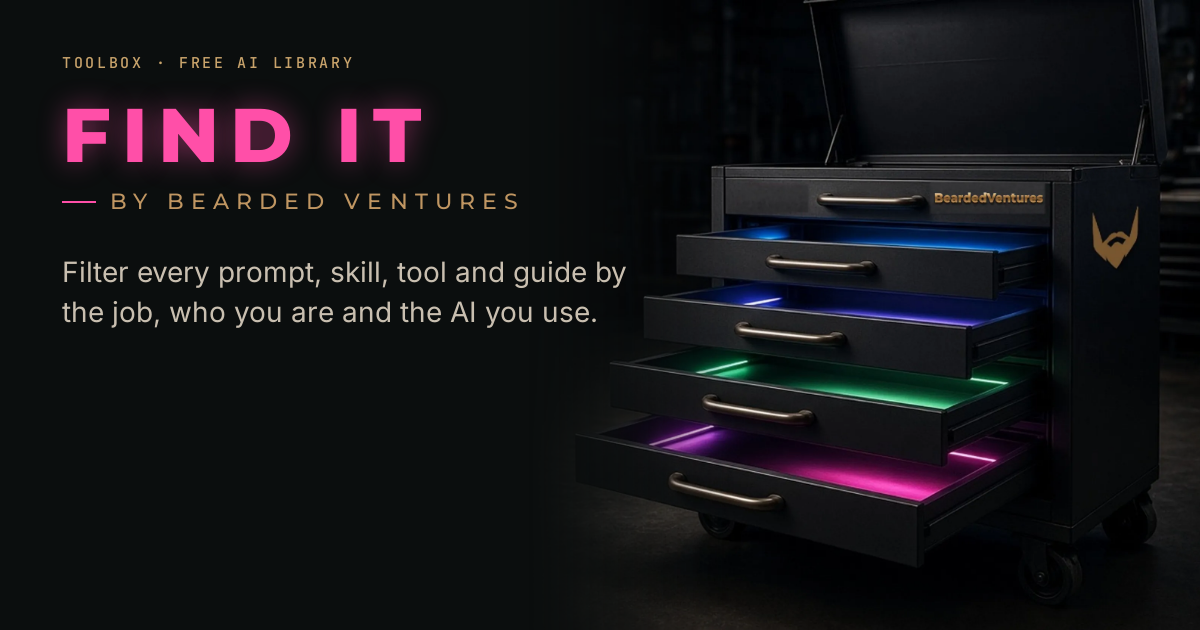 TOOLBOX · FREE AI LIBRARY
FIND IT
BY BEARDED VENTURES
Filter every prompt, skill, tool and guide by
the job, who you are and the AI you use.
BeardedVentures